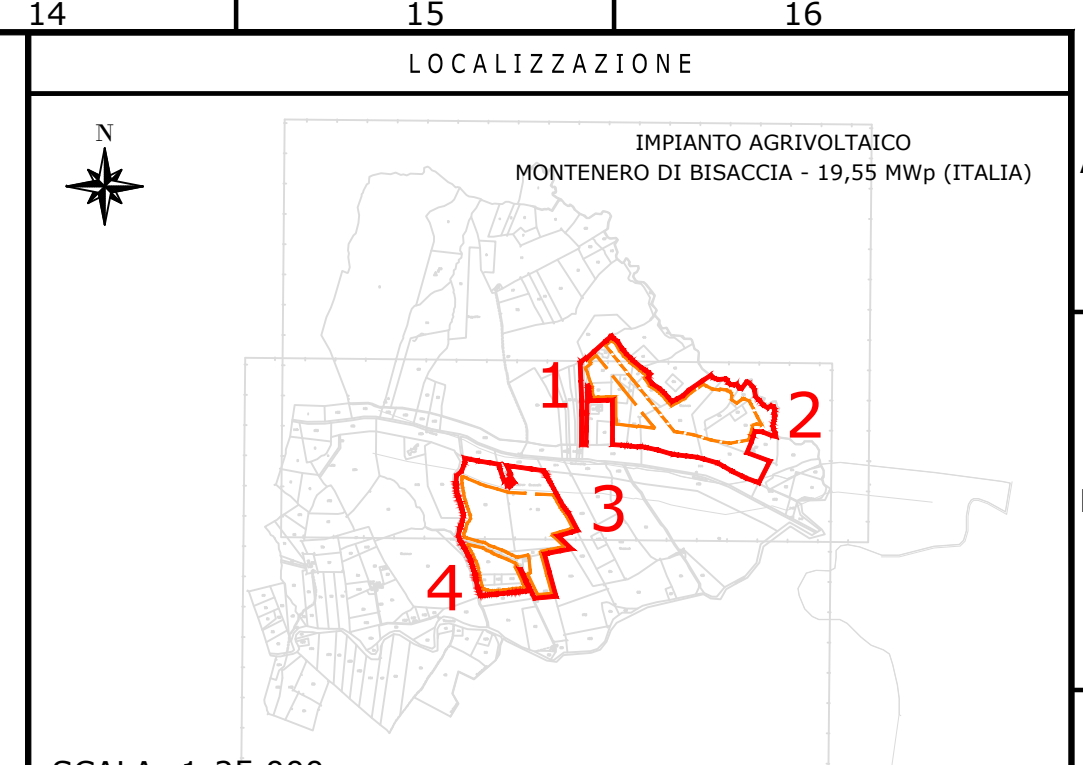 14 15 16
LOCALIZZAZIONE
N
IMPIANTO AGRIVOLTAICO
MONTENERO DI BISACCIA - 19,55 MWp (ITALIA)
1
2
3
4